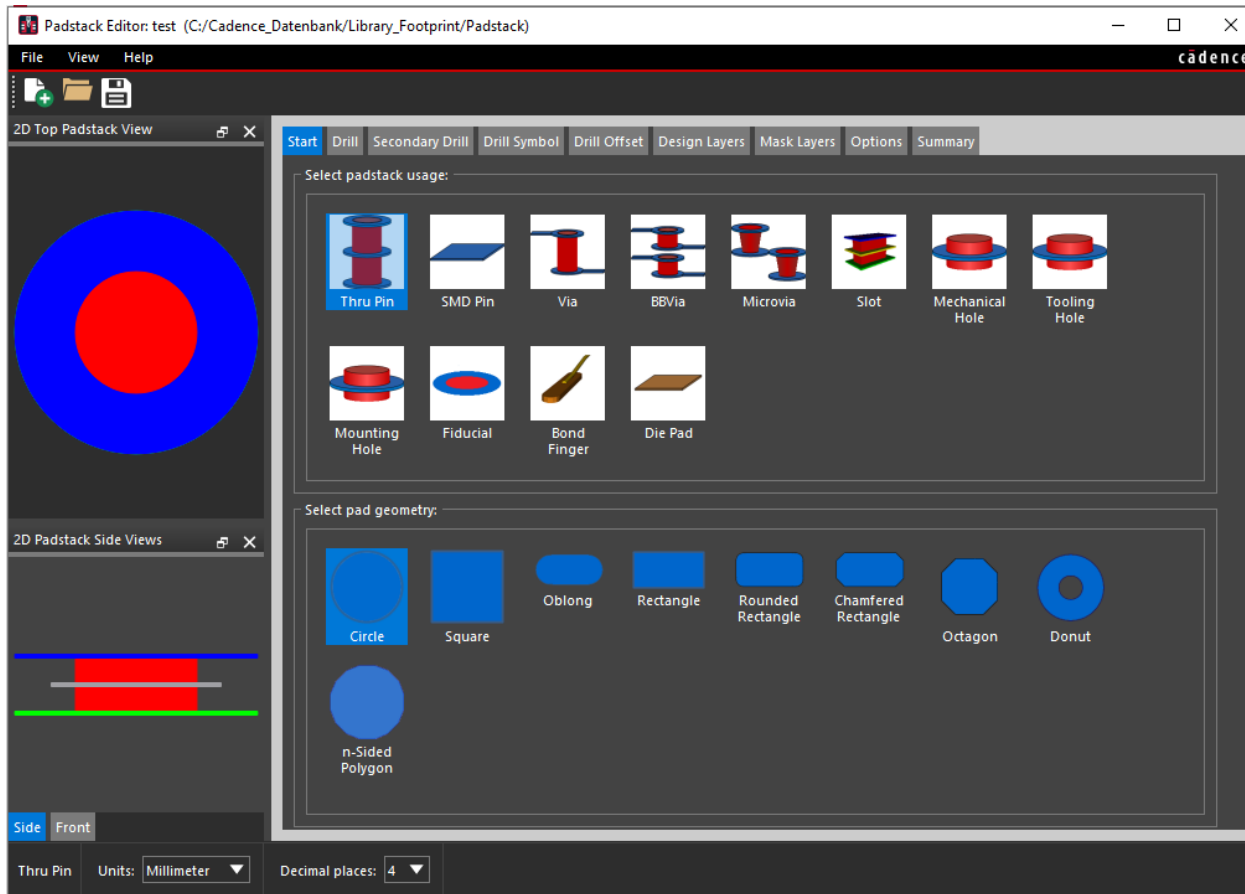 Padstack Editor: test (C:/Cadence_Datenbank/Library_Footprint/Padstack)
File View Help
cādence
2D Top Padstack View
Start Drill Secondary Drill Drill Symbol Drill Offset Design Layers Mask Layers Options Summary
Select padstack usage:
Thru Pin SMD Pin Via BBVia Microvia Slot Mechanical Hole Tooling Hole
Mounting Hole Fiducial Bond Finger Die Pad
Select pad geometry:
2D Padstack Side Views
Circle Square Oblong Rectangle Rounded Rectangle Chamfered Rectangle Octagon Donut
n-Sided Polygon
Side Front
Thru Pin Units: Millimeter Decimal places: 4